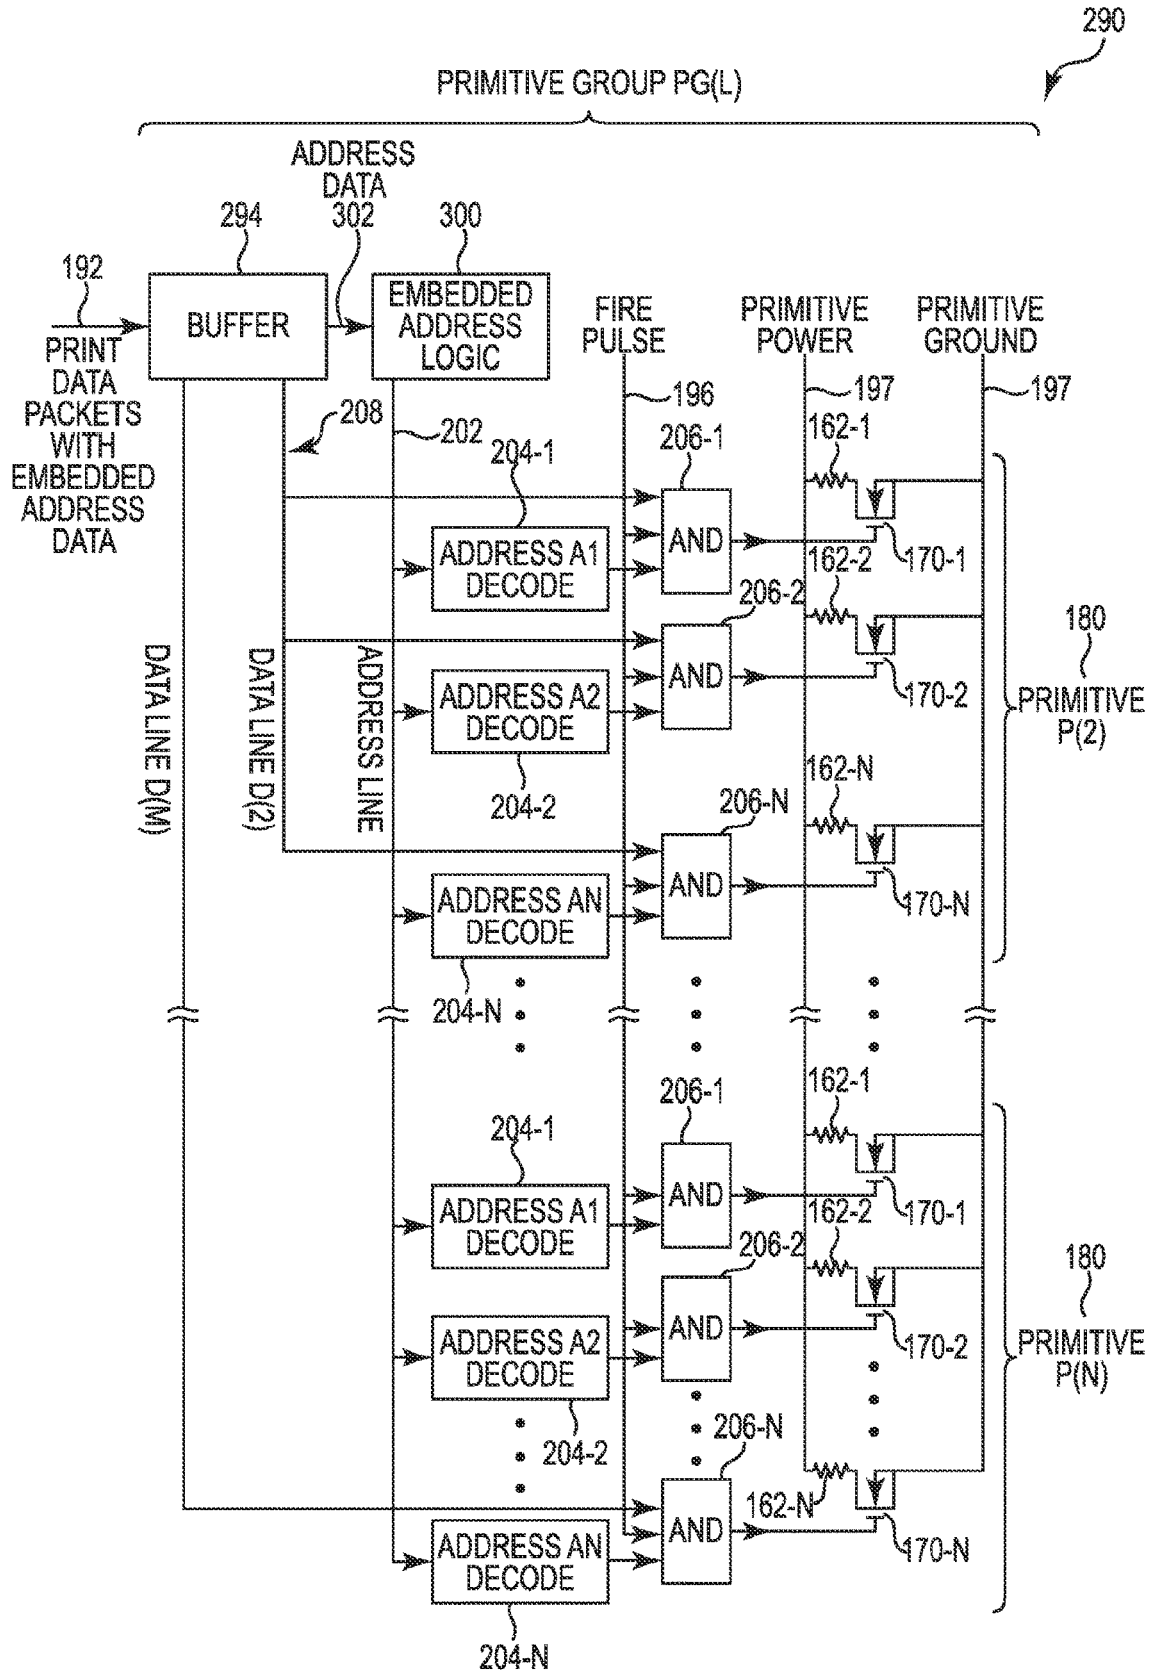 290
PRIMITIVE GROUP PG(L)
ADDRESS
DATA
294
302
300
192
BUFFER
EMBEDDED
ADDRESS
LOGIC
FIRE
PULSE
PRIMITIVE
POWER
PRIMITIVE
GROUND
PRINT
DATA
PACKETS
WITH
EMBEDDED
ADDRESS
DATA
208
202
196
197
197
204-1
206-1
162-1
ADDRESS A1
DECODE
AND
170-1
162-2
206-2
180
PRIMITIVE
P(2)
DATA LINE D(M)
DATA LINE D(2)
ADDRESS LINE
ADDRESS A2
DECODE
AND
170-2
204-2
162-N
206-N
ADDRESS AN
DECODE
AND
170-N
204-N
204-1
206-1
162-1
ADDRESS A1
DECODE
AND
170-1
162-2
206-2
180
PRIMITIVE
P(N)
ADDRESS A2
DECODE
AND
170-2
204-2
206-N
162-N
ADDRESS AN
DECODE
AND
170-N
204-N